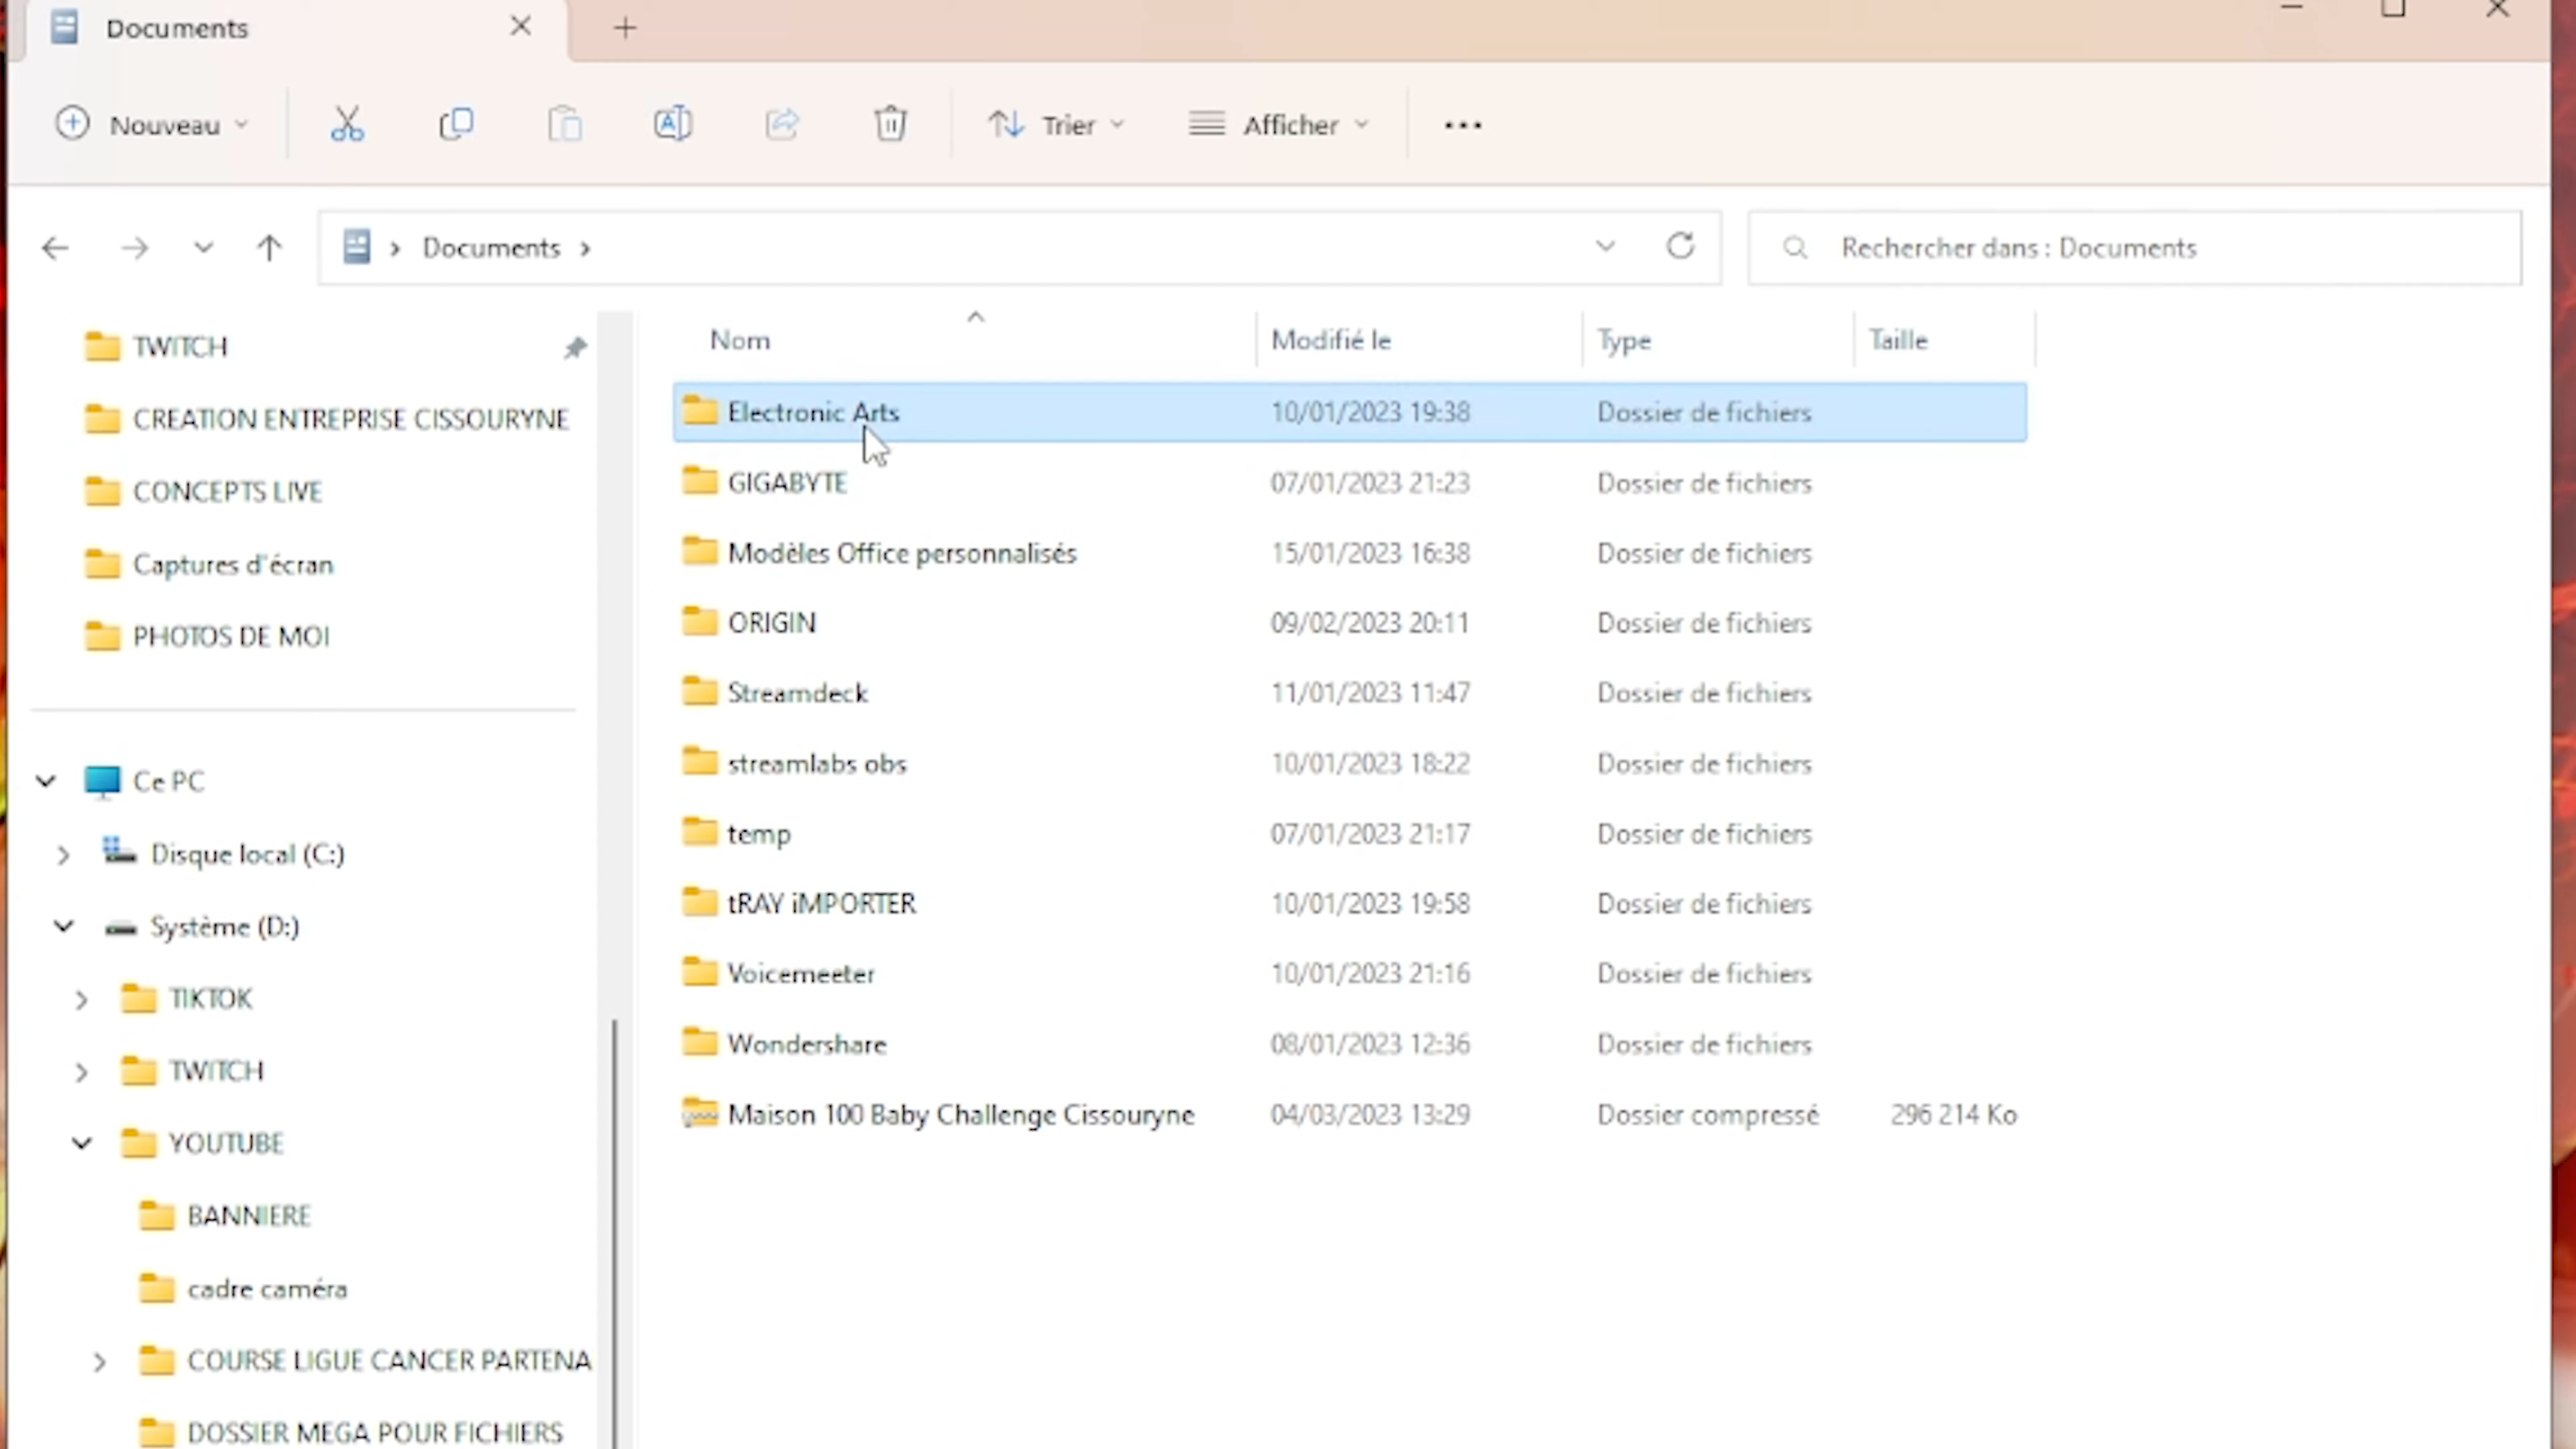 Documents
Nouveau
Trier
Afficher
Documents
Rechercher dans : Documents
TWITCH
CREATION ENTREPRISE CISSOURYNE
CONCEPTS LIVE
Captures d'écran
PHOTOS DE MOI
Ce PC
Disque local (C:)
Système (D:)
TIKTOK
TWITCH
YOUTUBE
BANNIERE
cadre caméra
COURSE LIGUE CANCER PARTENA
DOSSIER MEGA POUR FICHIERS
Nom Modifié le Type Taille
Electronic Arts 10/01/2023 19:38 Dossier de fichiers
GIGABYTE 07/01/2023 21:23 Dossier de fichiers
Modèles Office personnalisés 15/01/2023 16:38 Dossier de fichiers
ORIGIN 09/02/2023 20:11 Dossier de fichiers
Streamdeck 11/01/2023 11:47 Dossier de fichiers
streamlabs obs 10/01/2023 18:22 Dossier de fichiers
temp 07/01/2023 21:17 Dossier de fichiers
tRAY iMPORTER 10/01/2023 19:58 Dossier de fichiers
Voicemeeter 10/01/2023 21:16 Dossier de fichiers
Wondershare 08/01/2023 12:36 Dossier de fichiers
Maison 100 Baby Challenge Cissouryne 04/03/2023 13:29 Dossier compressé 296 214 Ko